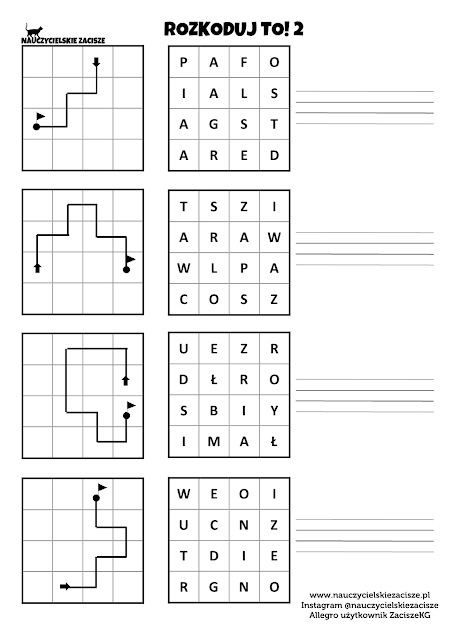 ROZKODUJ TO! 2
NAUCZYCIELSKIE ZACISZE
P A F O
I A L S
A G S T
A R E D
T S Z I
A R A W
W L P A
C O S Z
U E Z R
D Ł R O
S B I Y
I M A Ł
W E O I
U C N Z
T D I E
R G N O
www.nauczycielskiezacisze.pl
Instagram @nauczycielskiezacisze
Allegro użytkownik ZaciszeKG